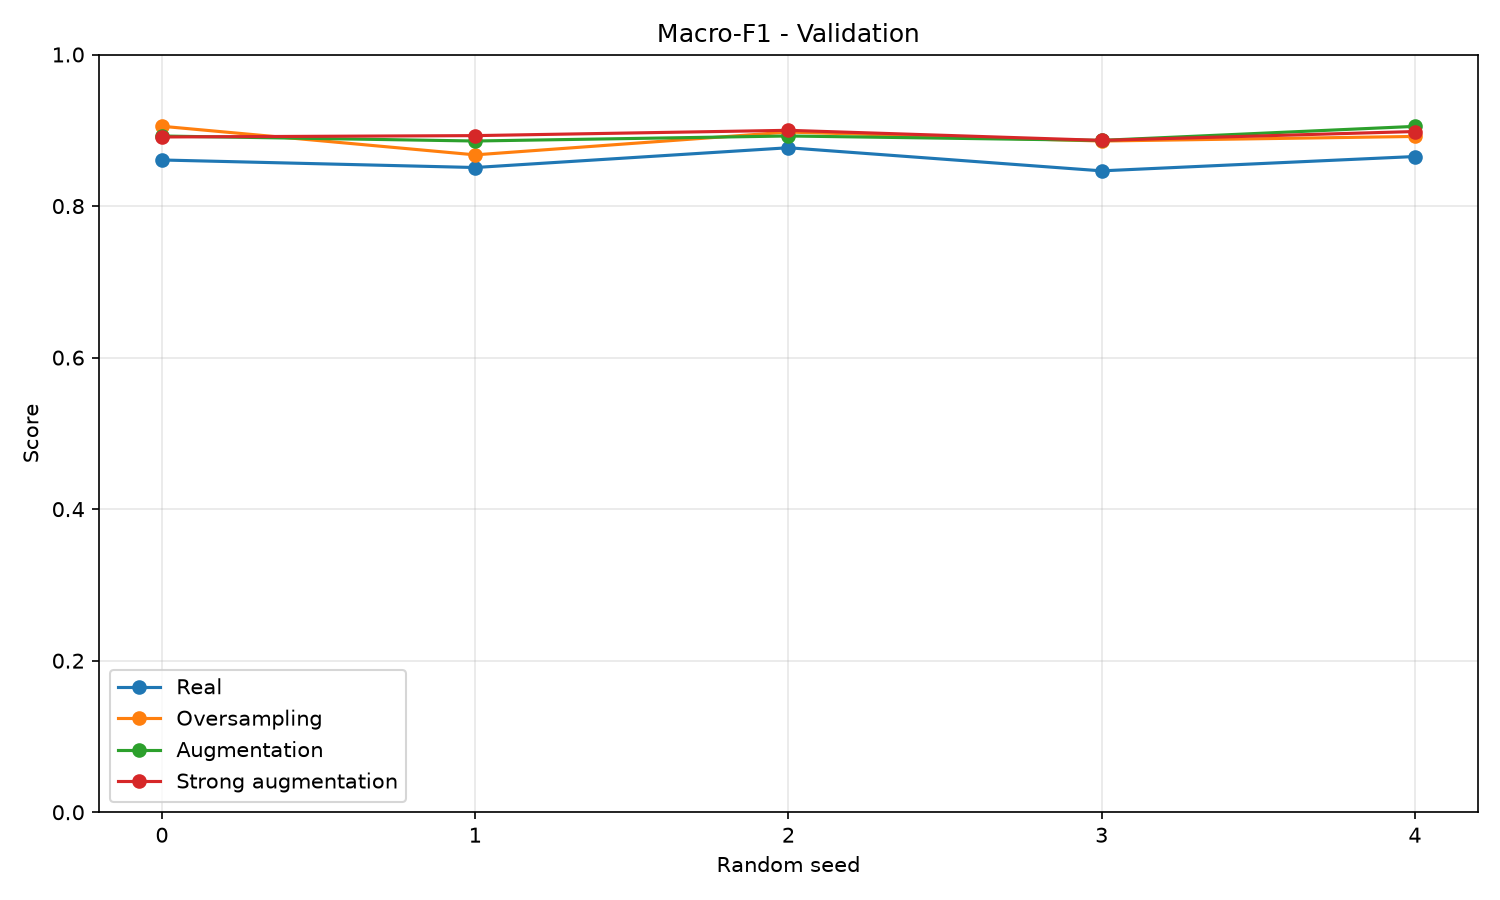 Macro-F1 - Validation
1.0
0.8
0.6
0.4
0.2
0.0
Score
Real
Oversampling
Augmentation
Strong augmentation
0 1 2 3 4
Random seed